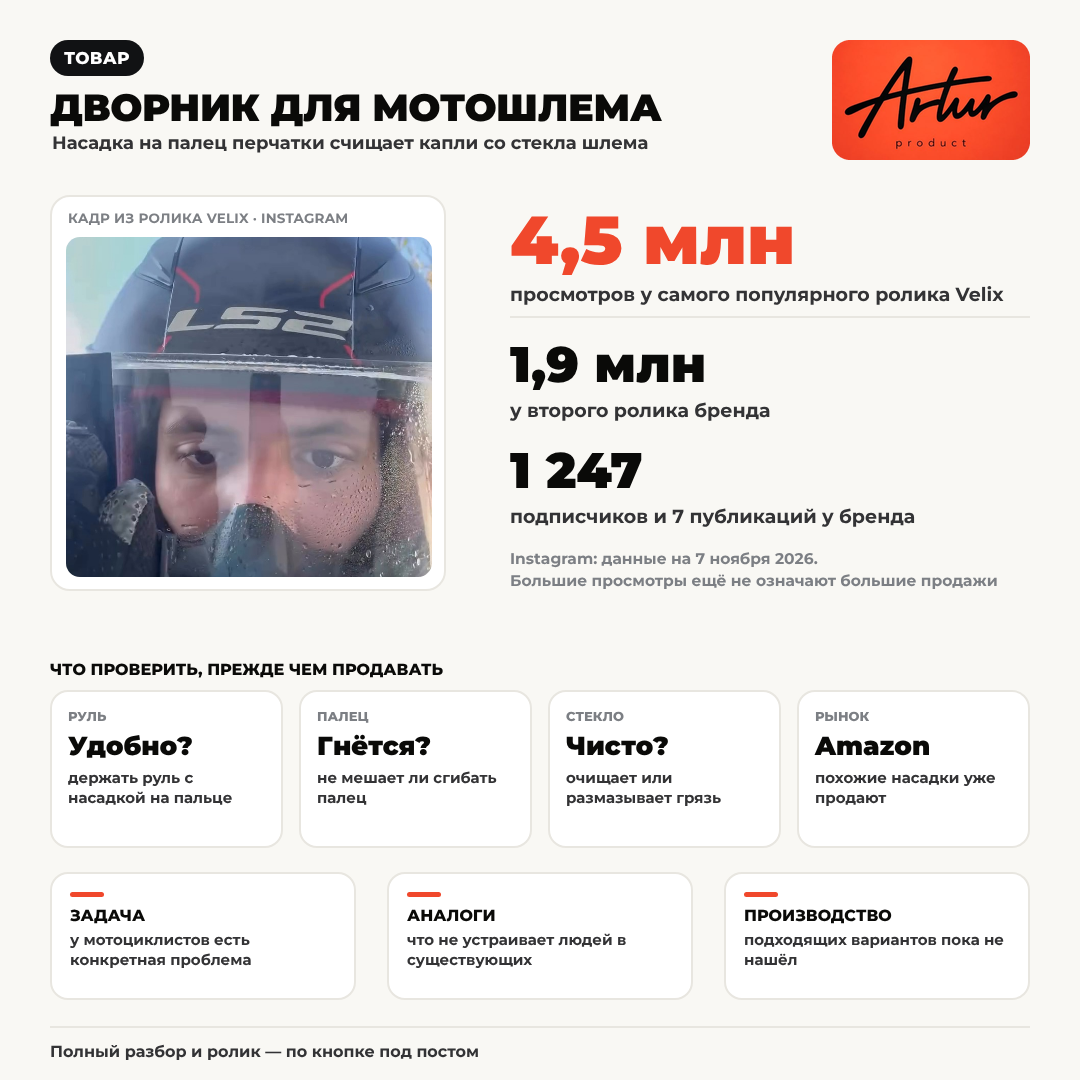 ТОВАР
ДВОРНИК ДЛЯ МОТОШЛЕМА
Насадка на палец перчатки счищает капли со стекла шлема
Artur
product
КАДР ИЗ РОЛИКА VELIX · INSTAGRAM
LS2
4,5 млн
просмотров у самого популярного ролика Velix
1,9 млн
у второго ролика бренда
1 247
подписчиков и 7 публикаций у бренда
Instagram: данные на 7 ноября 2026.
Большие просмотры ещё не означают большие продажи
ЧТО ПРОВЕРИТЬ, ПРЕЖДЕ ЧЕМ ПРОДАВАТЬ
РУЛЬ
Удобно?
держать руль с
насадкой на пальце
ПАЛЕЦ
Гнётся?
не мешает ли сгибать
палец
СТЕКЛО
Чисто?
очищает или
размазывает грязь
РЫНОК
Amazon
похожие насадки уже
продают
ЗАДАЧА
у мотоциклистов есть
конкретная проблема
АНАЛОГИ
что не устраивает людей в
существующих
ПРОИЗВОДСТВО
подходящих вариантов пока не
нашёл
Полный разбор и ролик — по кнопке под постом